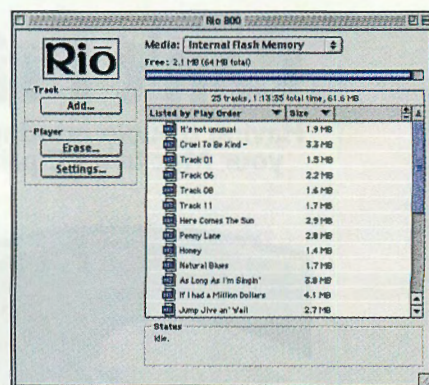 Rio 800
Rio
Media: Internal Flash Memory
Free: 2.1 MB (64 MB total)
Track
Add...
Player
Erase...
Settings...
25 tracks, 1:13:35 total time, 61.6 MB
Listed by Play Order Size
It's not unusual 1.9 MB
Cruel To Be Kind - 3.3 MB
Track 01 1.5 MB
Track 06 2.2 MB
Track 08 1.6 MB
Track 11 1.7 MB
Here Comes The Sun 2.9 MB
Penny Lane 2.8 MB
Honey 1.4 MB
Natural Blues 1.7 MB
As Long As I'm Singin' 3.8 MB
If I had a Million Dollars 4.1 MB
Jump Jive an' Wail 2.7 MB
Status
Idle.